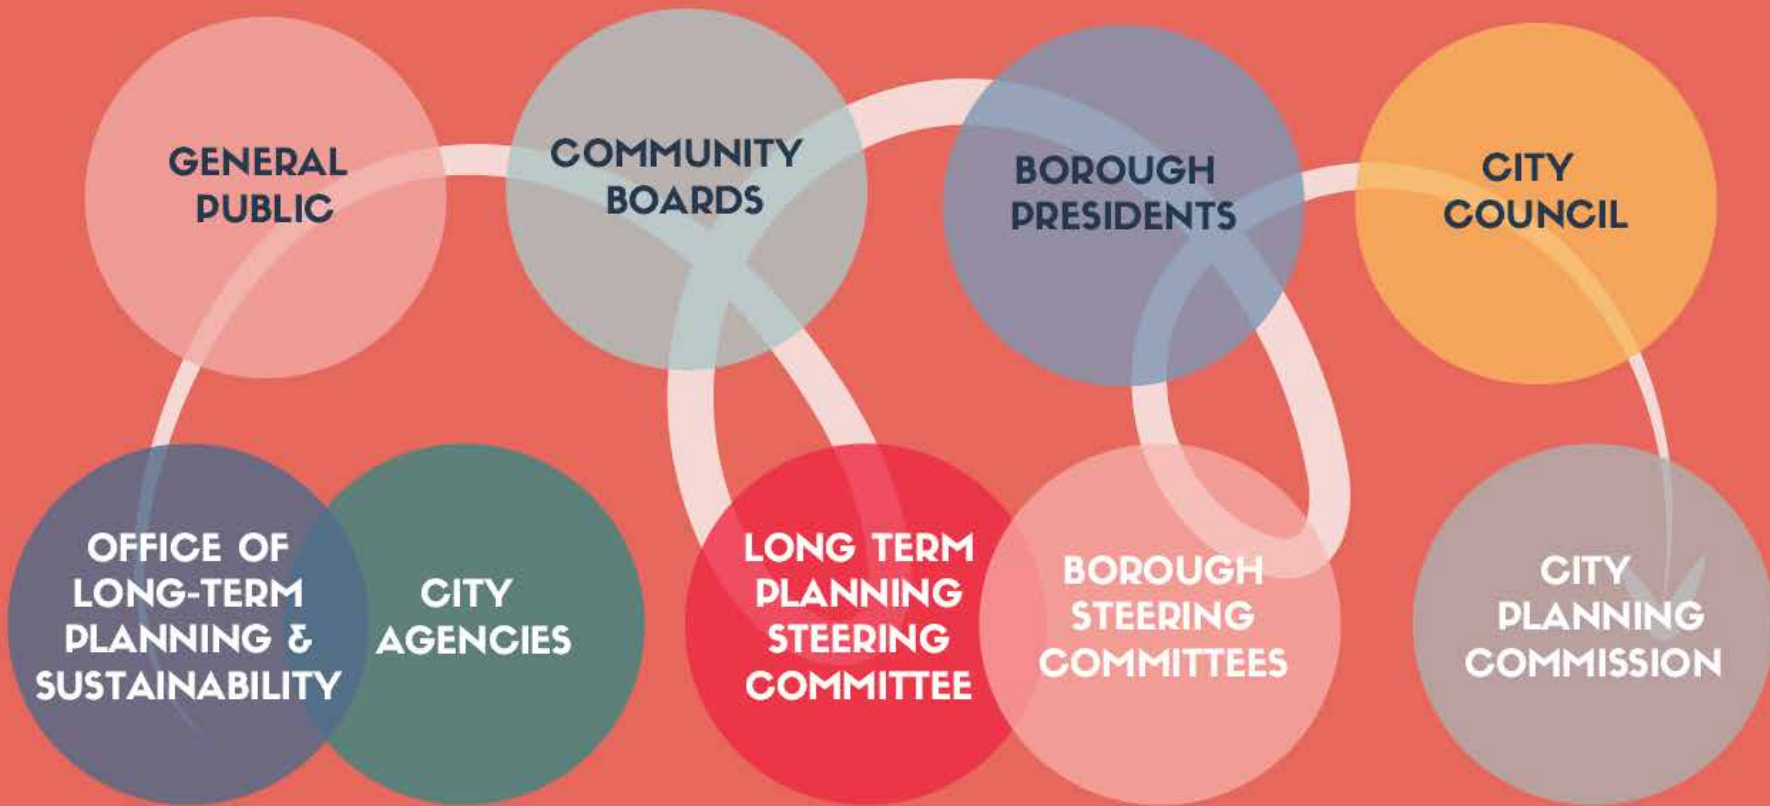 GENERAL
PUBLIC
COMMUNITY
BOARDS
BOROUGH
PRESIDENTS
CITY
COUNCIL
OFFICE OF
LONG-TERM
PLANNING &
SUSTAINABILITY
CITY
AGENCIES
LONG TERM
PLANNING
STEERING
COMMITTEE
BOROUGH
STEERING
COMMITTEES
CITY
PLANNING
COMMISSION